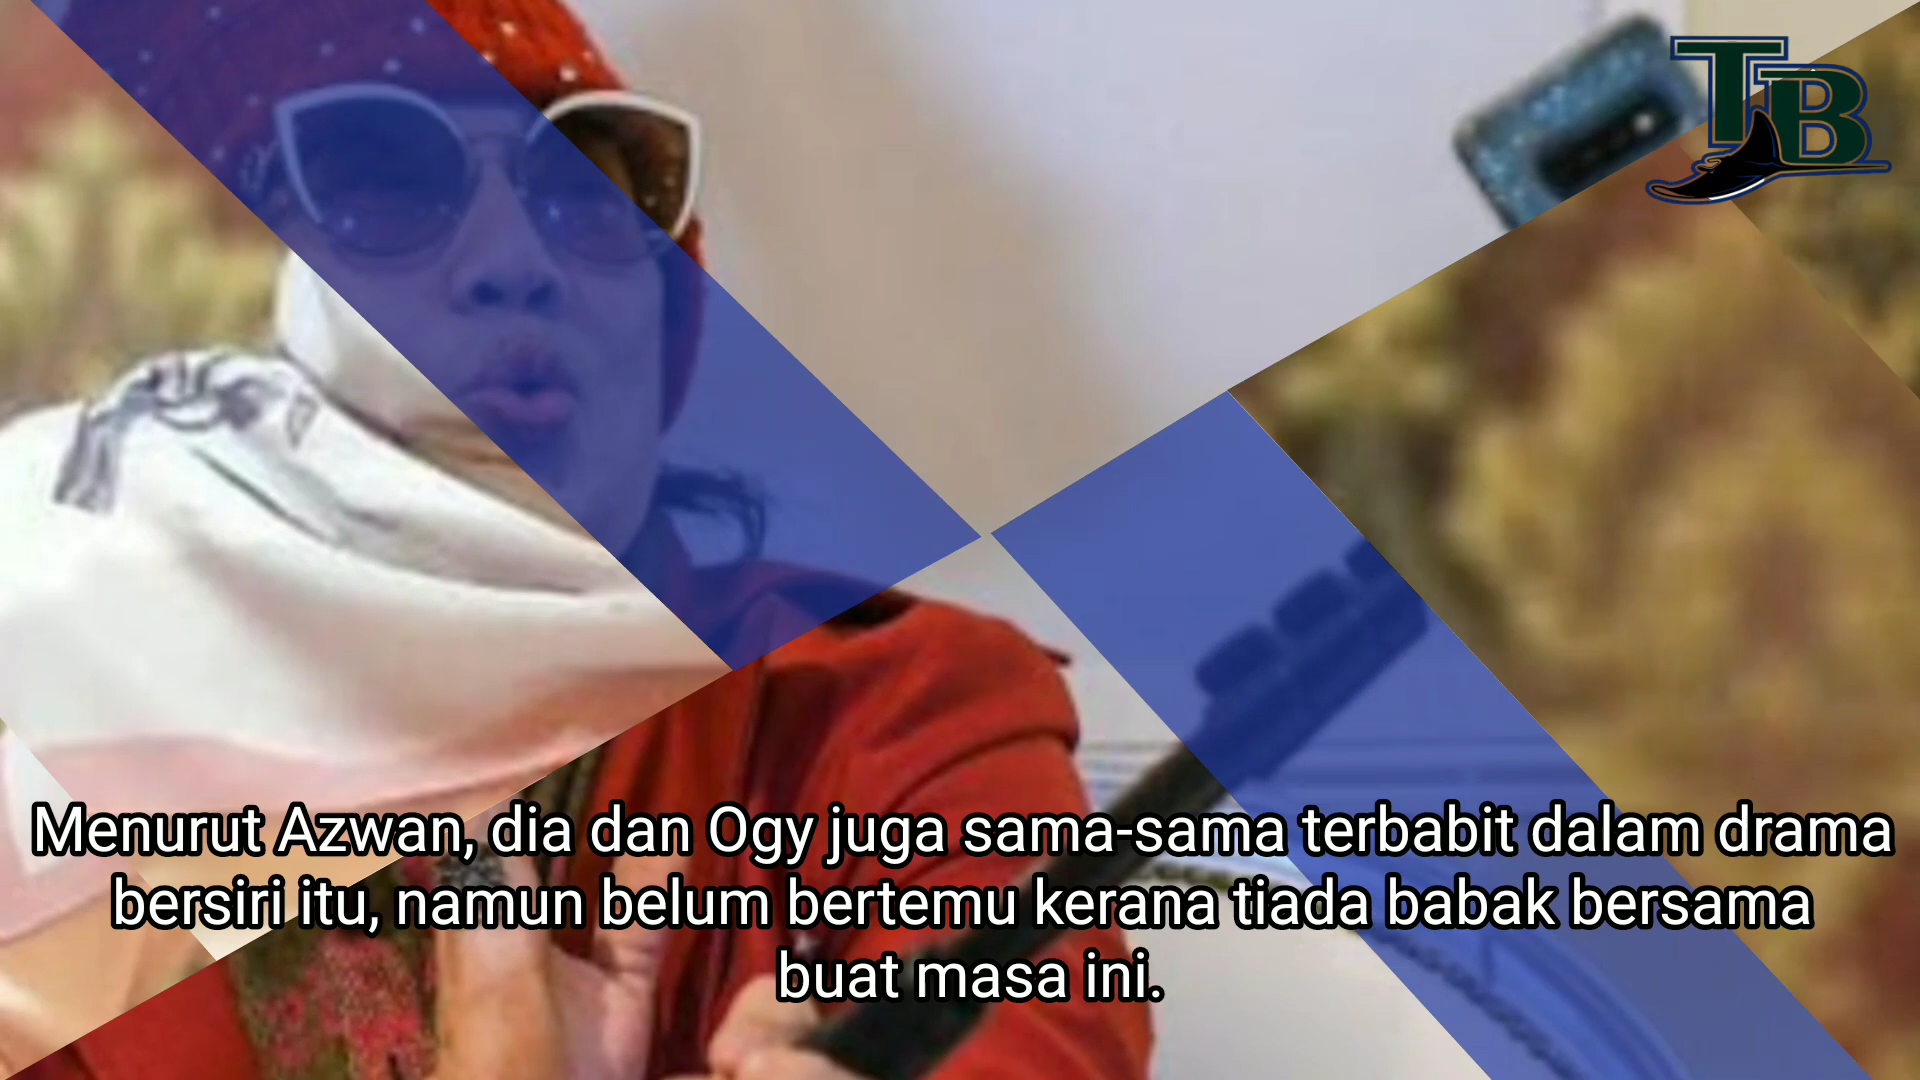 TB
Menurut Azwan, dia dan Ogy juga sama-sama terbabit dalam drama
bersiri itu, namun belum bertemu kerana tiada babak bersama
buat masa ini.